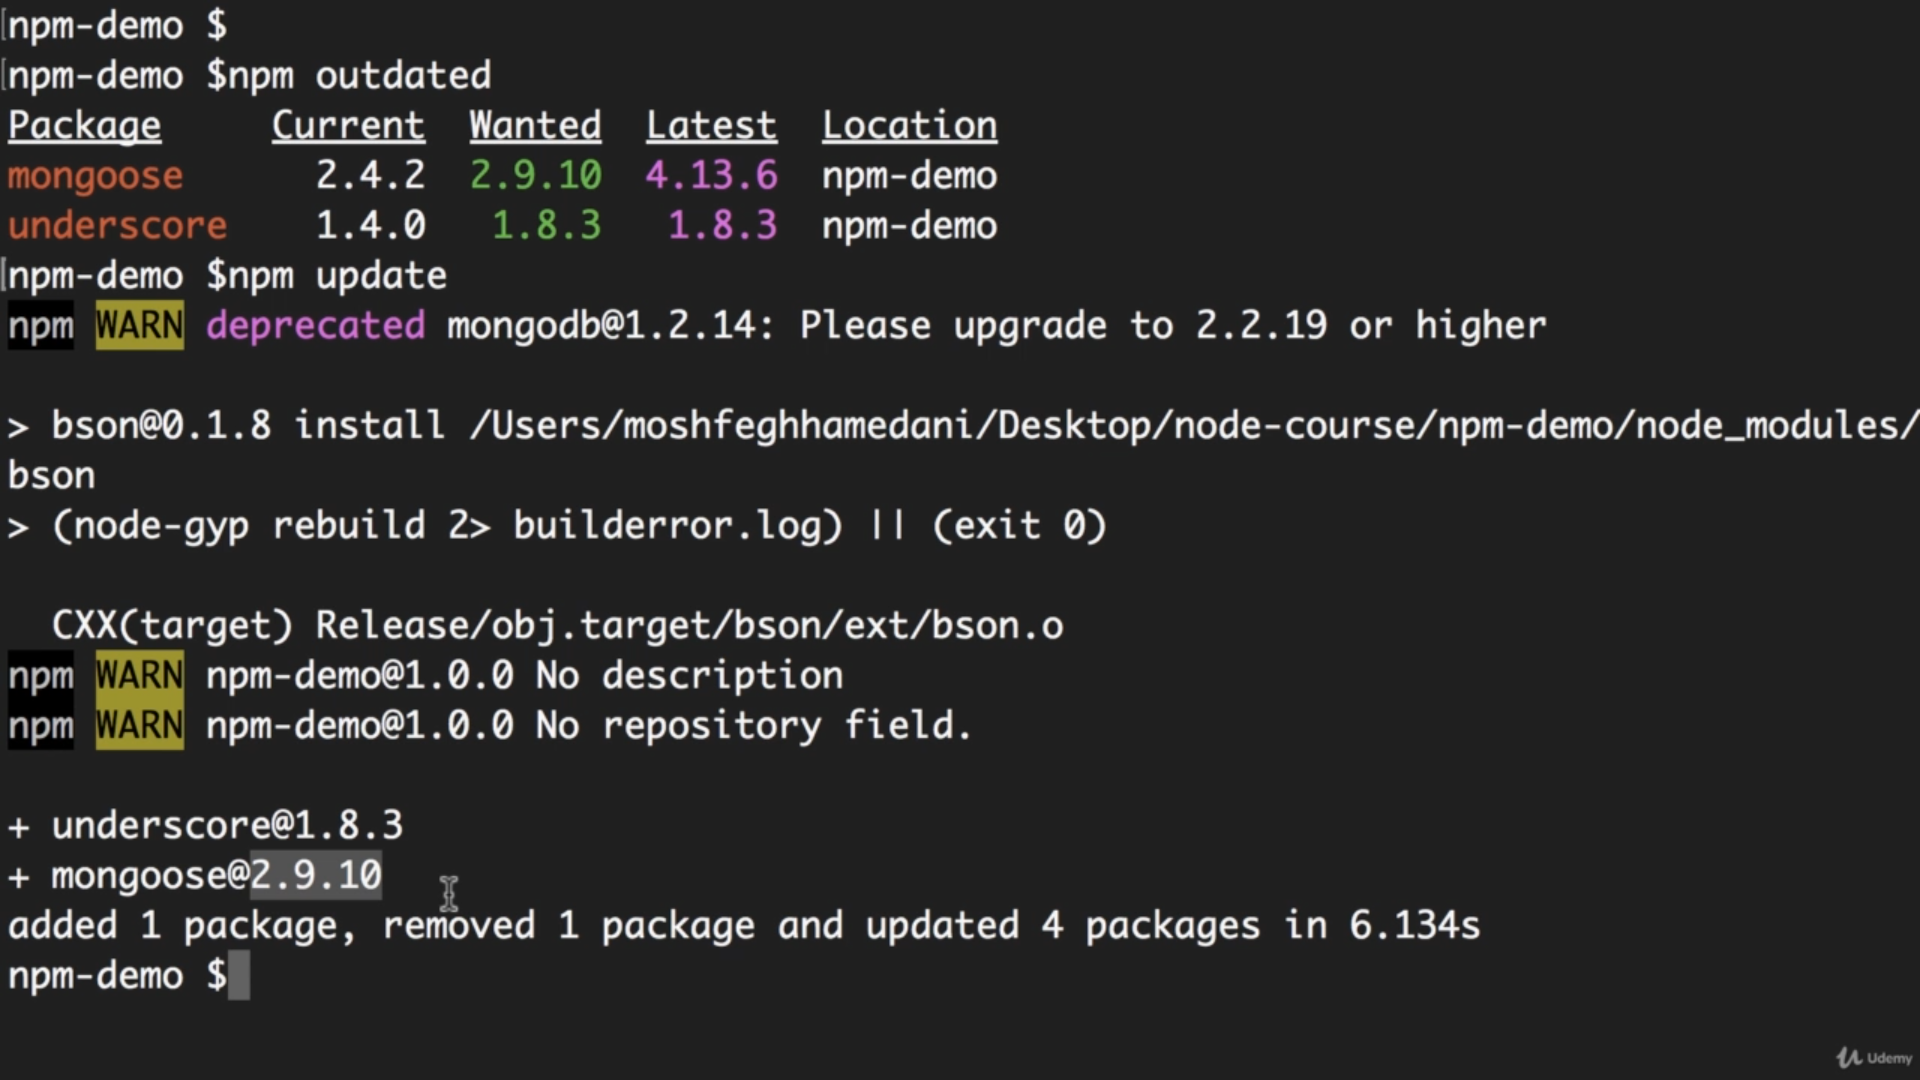 npm-demo $
npm-demo $npm outdated
Package Current Wanted Latest Location
mongoose 2.4.2 2.9.10 4.13.6 npm-demo
underscore 1.4.0 1.8.3 1.8.3 npm-demo
npm-demo $npm update
npm WARN deprecated mongodb@1.2.14: Please upgrade to 2.2.19 or higher
> bson@0.1.8 install /Users/moshfeghhamedani/Desktop/node-course/npm-demo/node_modules/
bson
> (node-gyp rebuild 2> builderror.log) || (exit 0)
CXX(target) Release/obj.target/bson/ext/bson.o
npm WARN npm-demo@1.0.0 No description
npm WARN npm-demo@1.0.0 No repository field.
+ underscore@1.8.3
+ mongoose@2.9.10
added 1 package, removed 1 package and updated 4 packages in 6.134s
npm-demo $
Udemy